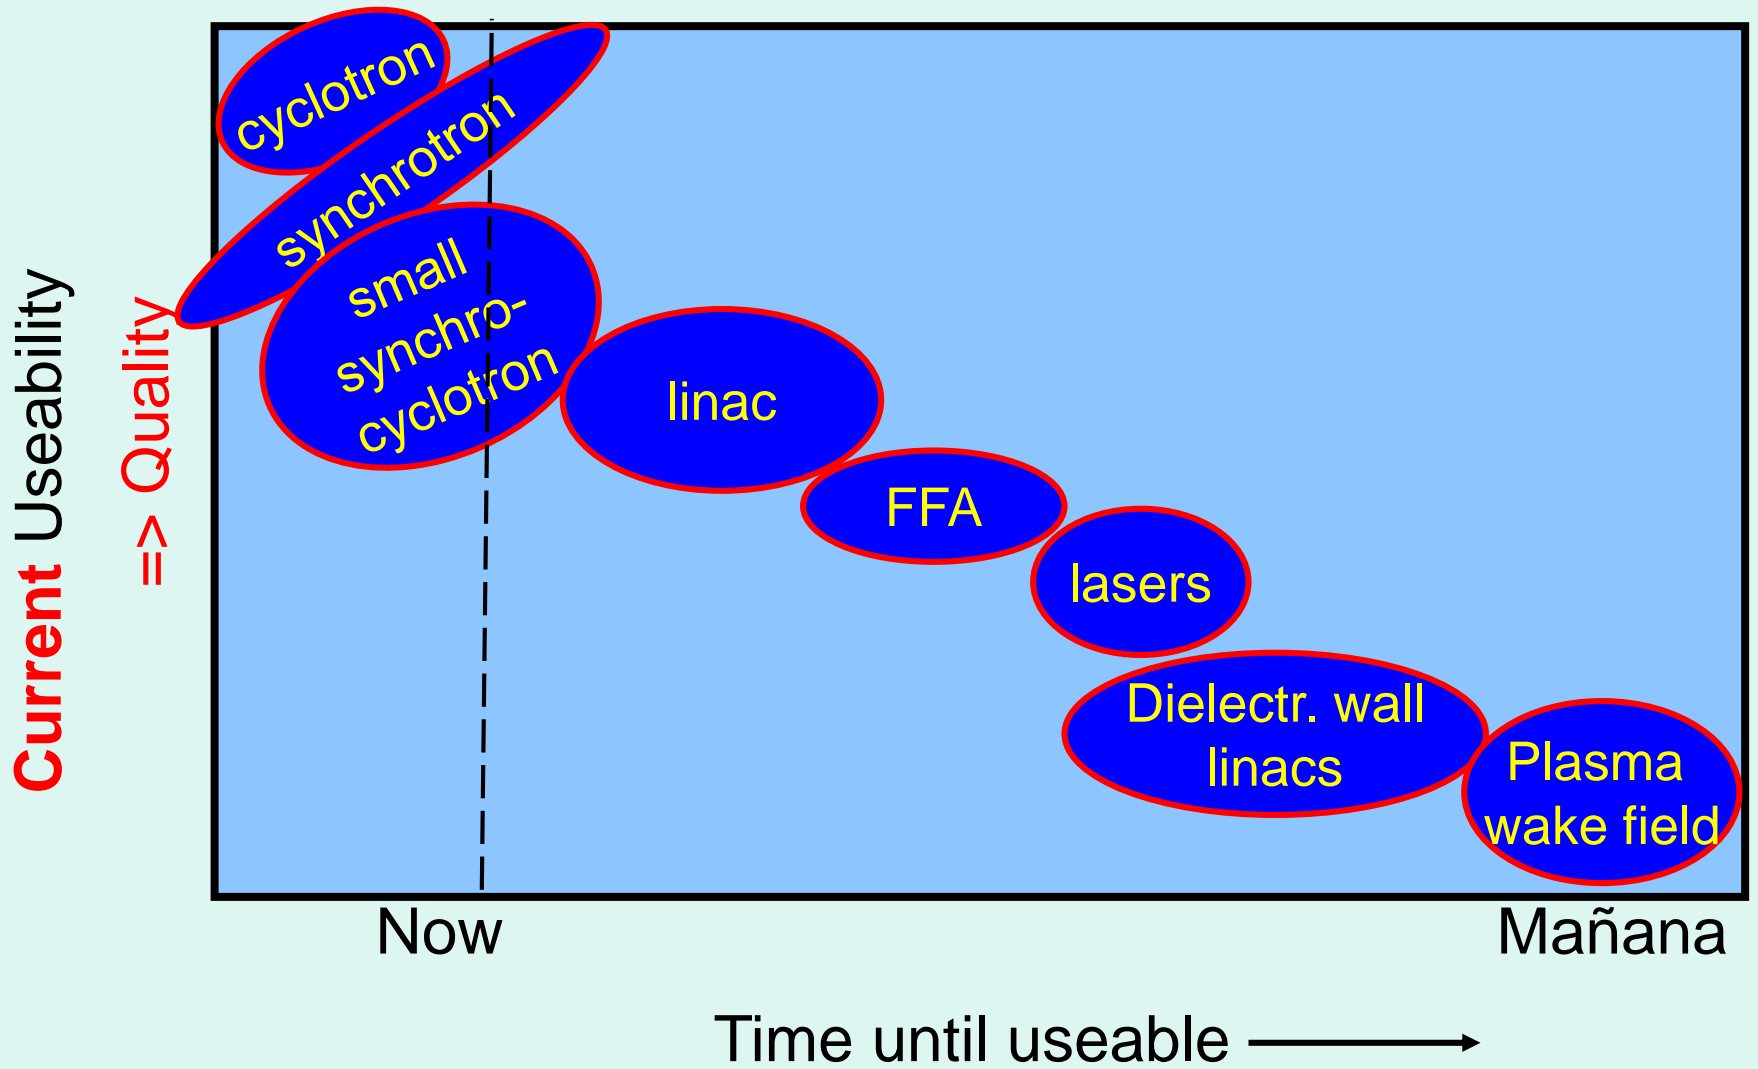 cyclotron
synchrotron
small
synchro-
cyclotron
linac
FFA
lasers
Dielectr. wall
linacs
Plasma
wake field
Current Useability
=> Quality
Now
Mañana
Time until useable